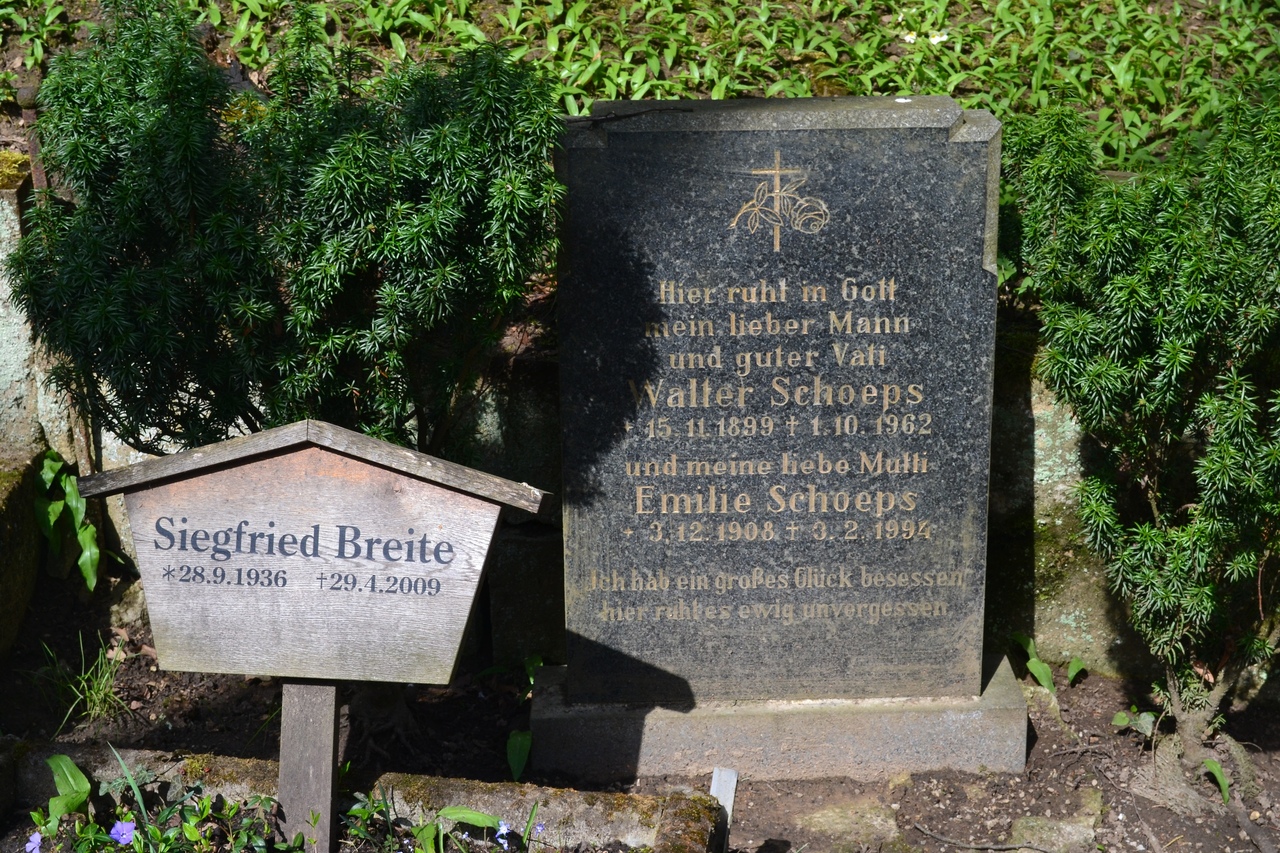 Siegfried Breite
*28.9.1936 †29.4.2009
Hier ruht in Gott
mein lieber Mann
und guter Vati
Walter Schoeps
* 15. 11. 1899 † 1. 10. 1962
und meine liebe Mutti
Emilie Schoeps
* 3. 12. 1908 † 3. 2. 1994
Ich hab ein großes Glück besessen
hier ruht es ewig unvergessen